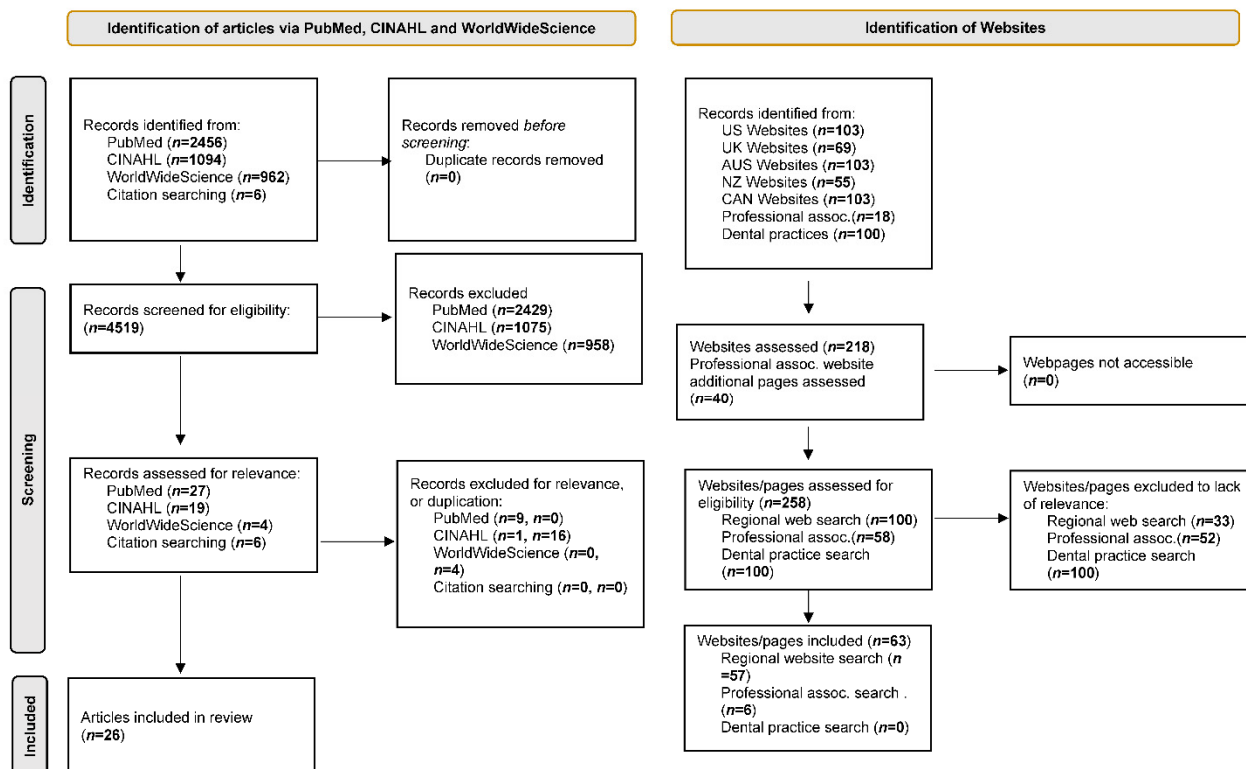 Identification of articles via PubMed, CINAHL and WorldWideScience
Identification of Websites
Identification
Records identified from:
PubMed (n=2456)
CINAHL (n=1094)
WorldWideScience (n=962)
Citation searching (n=6)
Records removed before
screening:
Duplicate records removed
(n=0)
Records identified from:
US Websites (n=103)
UK Websites (n=69)
AUS Websites (n=103)
NZ Websites (n=55)
CAN Websites (n=103)
Professional assoc.(n=18)
Dental practices (n=100)
Screening
Records screened for eligibility:
(n=4519)
Records excluded
PubMed (n=2429)
CINAHL (n=1075)
WorldWideScience (n=958)
Websites assessed (n=218)
Professional assoc. website
additional pages assessed
(n=40)
Webpages not accessible
(n=0)
Records assessed for relevance:
PubMed (n=27)
CINAHL (n=19)
WorldWideScience (n=4)
Citation searching (n=6)
Records excluded for relevance,
or duplication:
PubMed (n=9, n=0)
CINAHL (n=1, n=16)
WorldWideScience (n=0,
n=4)
Citation searching (n=0, n=0)
Websites/pages assessed for
eligibility (n=258)
Regional web search (n=100)
Professional assoc.(n=58)
Dental practice search
(n=100)
Websites/pages excluded to lack
of relevance:
Regional web search (n=33)
Professional assoc.(n=52)
Dental practice search
(n=100)
Websites/pages included (n=63)
Regional website search (n
=57)
Professional assoc. search .
(n=6)
Dental practice search (n=0)
Included
Articles included in review
(n=26)